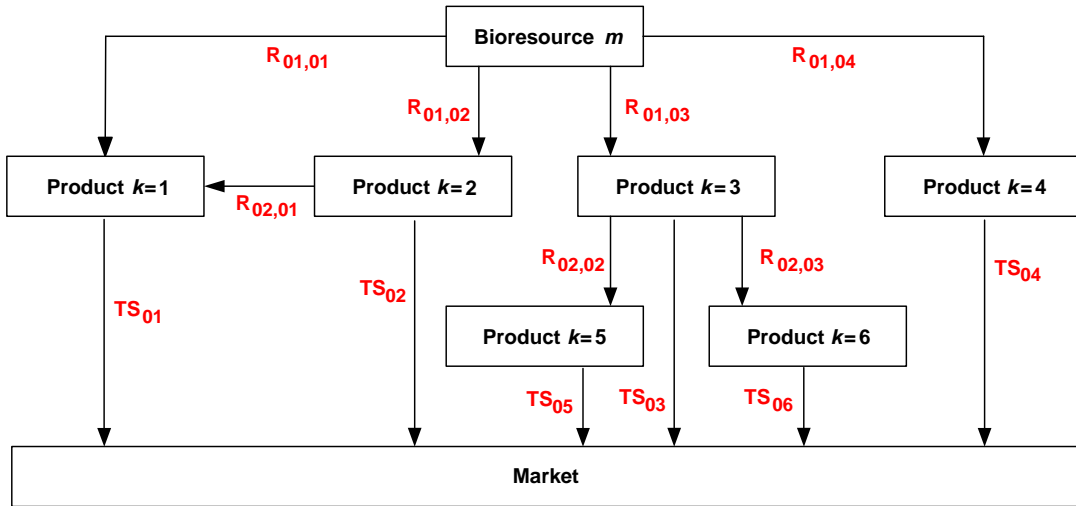 Bioresource m
R01,01
R01,04
R01,02
R01,03
Product k=1
Product k=2
Product k=3
Product k=4
R02,01
R02,02
R02,03
TS04
TS02
TS01
Product k=5
Product k=6
TS05
TS03
TS06
Market